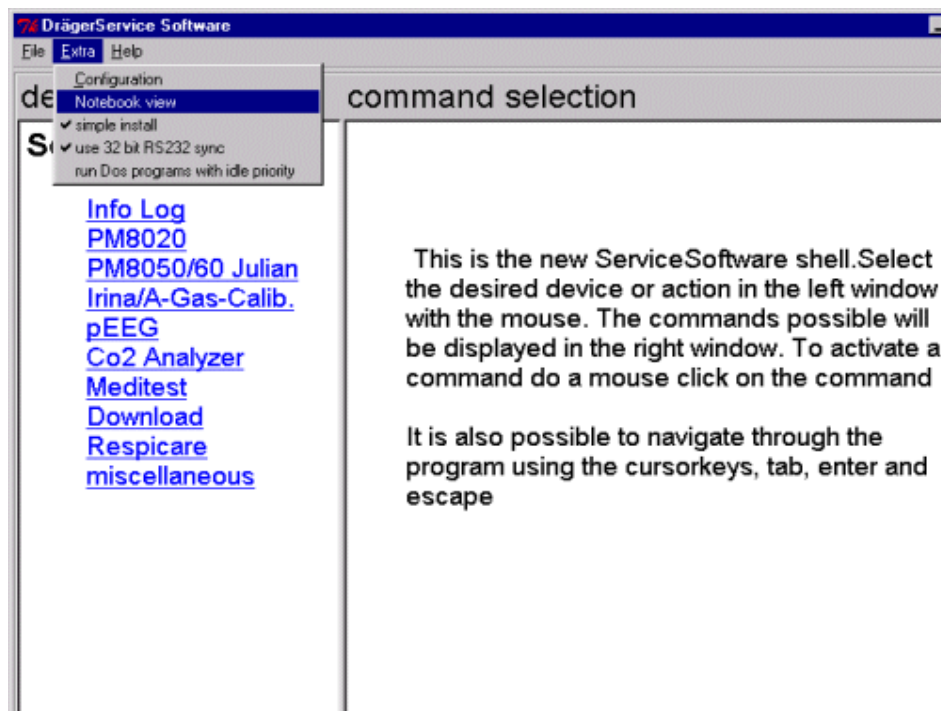 DrägerService Software
File Extra Help
Configuration
Notebook view
simple install
use 32 bit RS232 sync
run Dos programs with idle priority
command selection
Info Log
PM8020
PM8050/60 Julian
Irina/A-Gas-Calib.
pEEG
Co2 Analyzer
Meditest
Download
Respicare
miscellaneous
This is the new ServiceSoftware shell.Select
the desired device or action in the left window
with the mouse. The commands possible will
be displayed in the right window. To activate a
command do a mouse click on the command
It is also possible to navigate through the
program using the cursorkeys, tab, enter and
escape